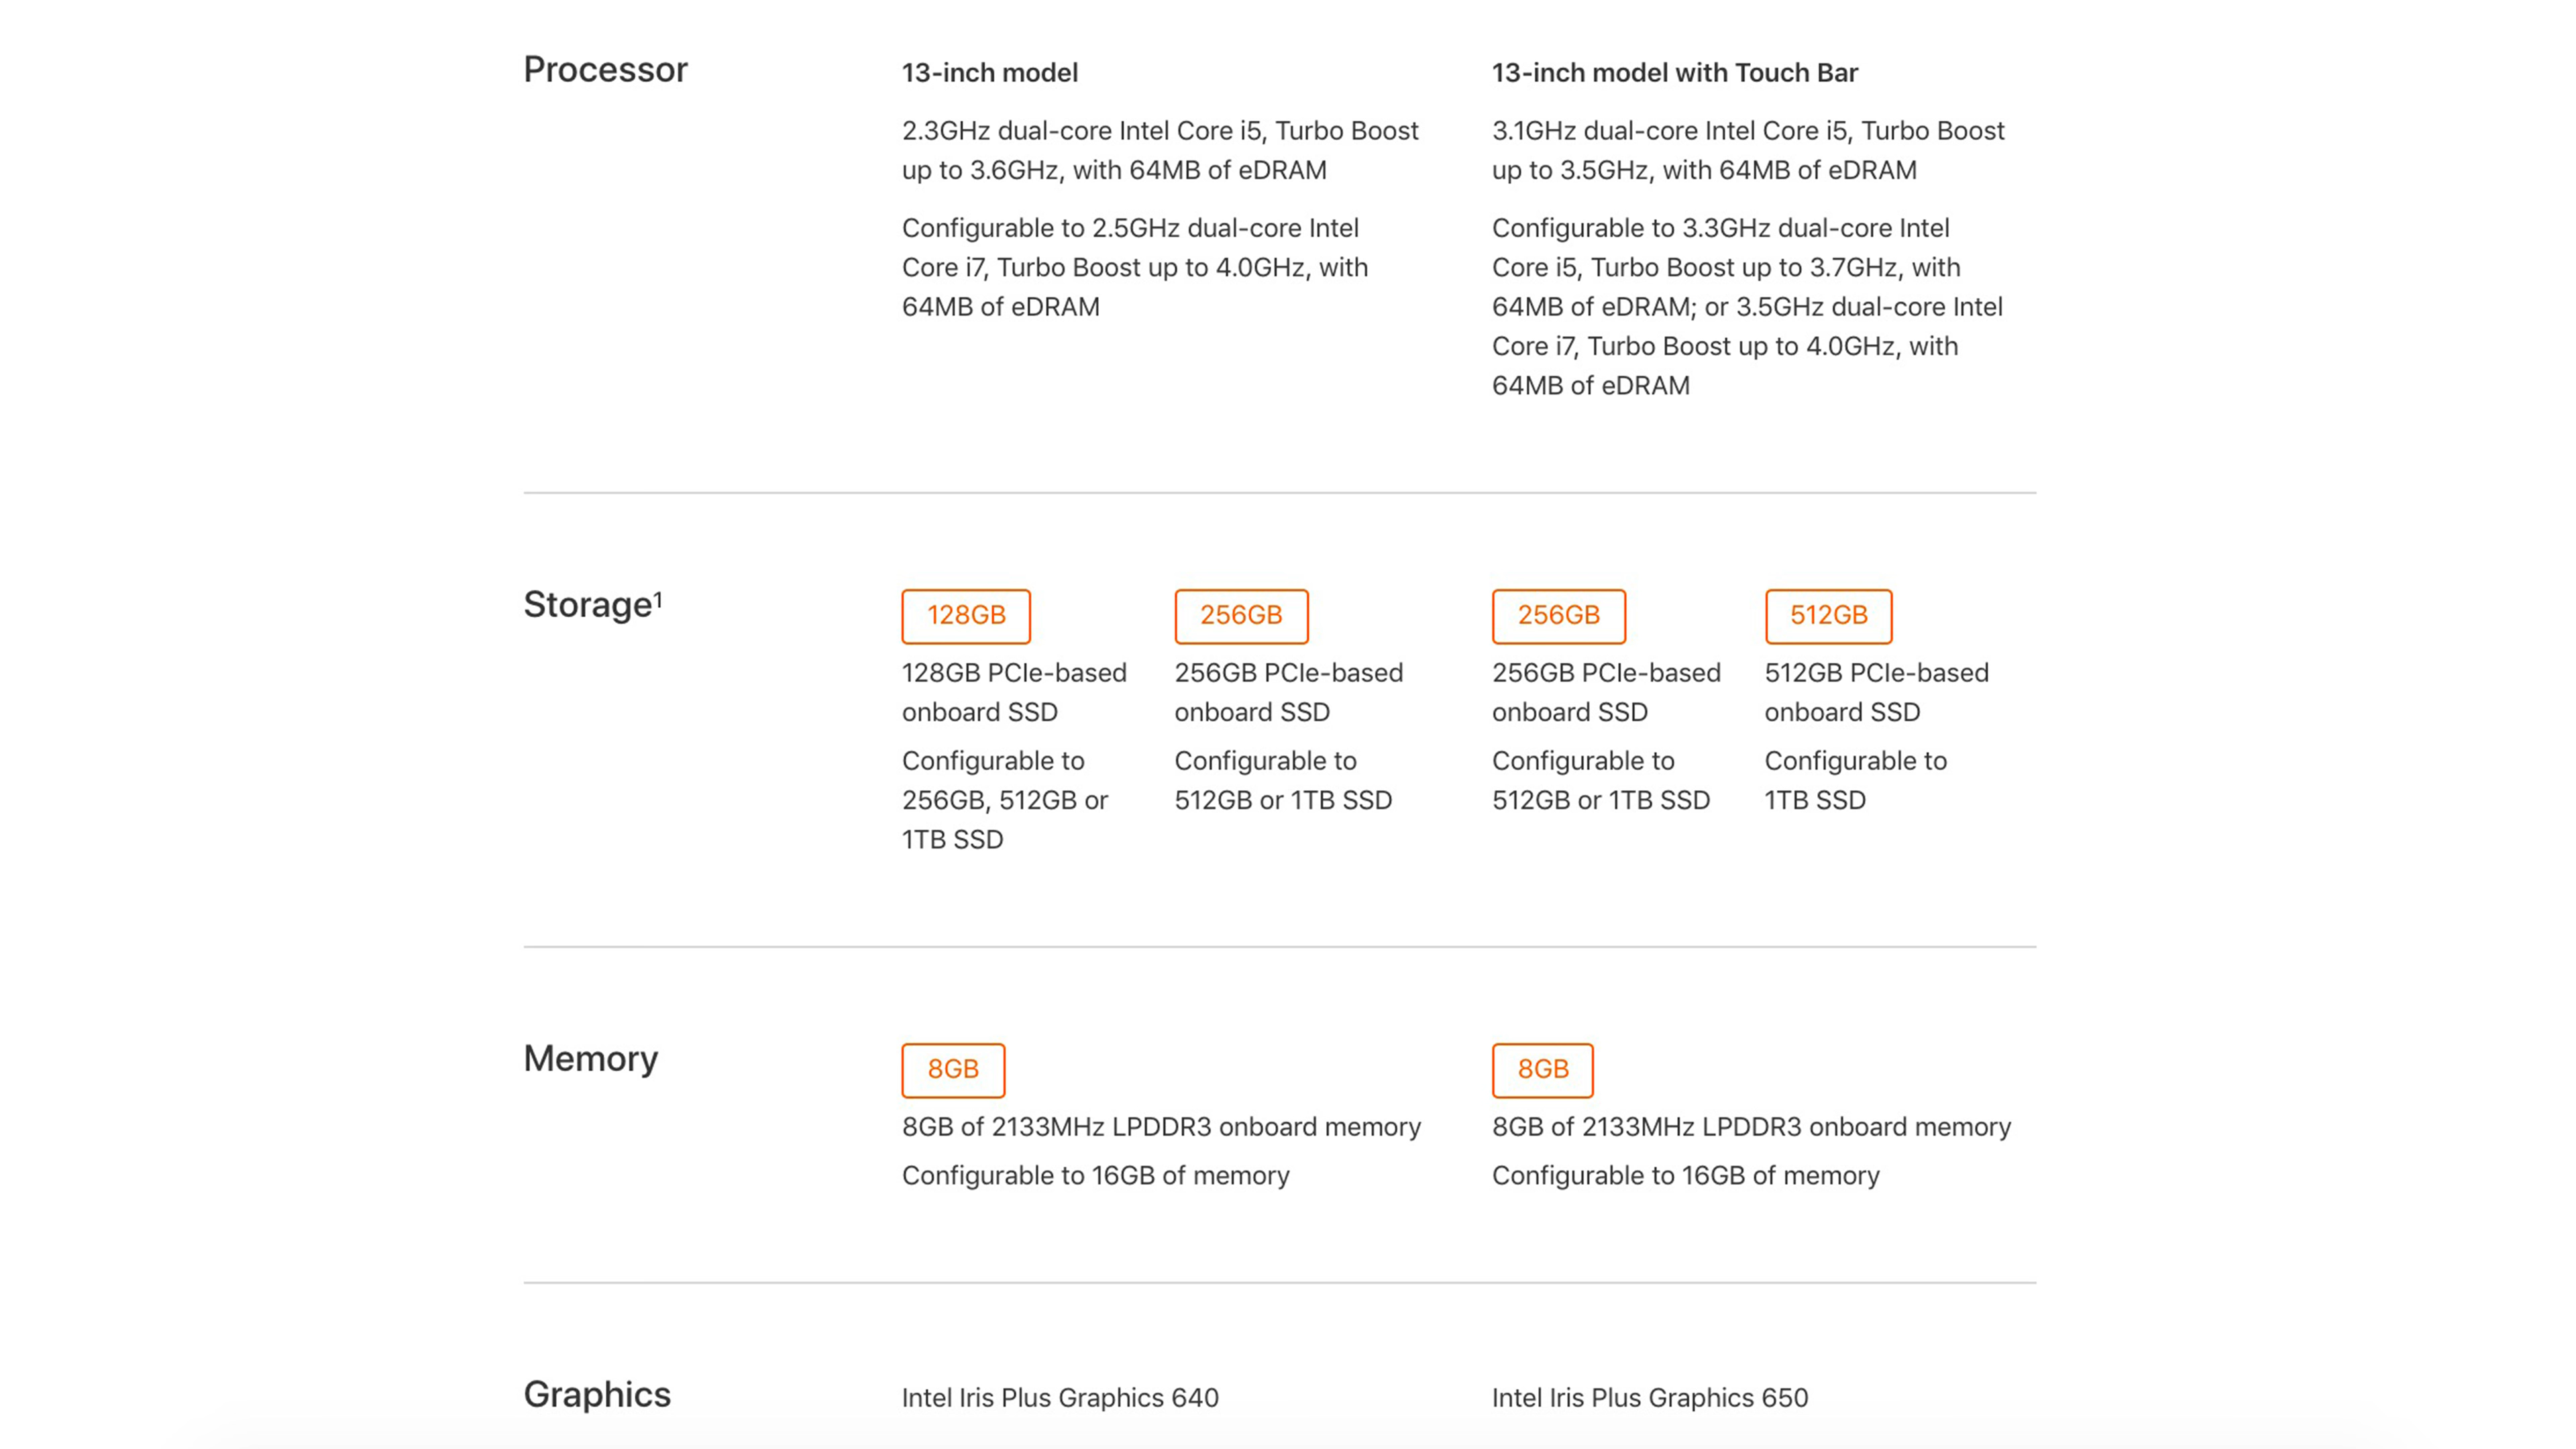 Processor
13-inch model
2.3GHz dual-core Intel Core i5, Turbo Boost
up to 3.6GHz, with 64MB of eDRAM
Configurable to 2.5GHz dual-core Intel
Core i7, Turbo Boost up to 4.0GHz, with
64MB of eDRAM
13-inch model with Touch Bar
3.1GHz dual-core Intel Core i5, Turbo Boost
up to 3.5GHz, with 64MB of eDRAM
Configurable to 3.3GHz dual-core Intel
Core i5, Turbo Boost up to 3.7GHz, with
64MB of eDRAM; or 3.5GHz dual-core Intel
Core i7, Turbo Boost up to 4.0GHz, with
64MB of eDRAM
Storage¹
128GB
128GB PCIe-based
onboard SSD
Configurable to
256GB, 512GB or
1TB SSD
256GB
256GB PCIe-based
onboard SSD
Configurable to
512GB or 1TB SSD
256GB
256GB PCIe-based
onboard SSD
Configurable to
512GB or 1TB SSD
512GB
512GB PCIe-based
onboard SSD
Configurable to
1TB SSD
Memory
8GB
8GB of 2133MHz LPDDR3 onboard memory
Configurable to 16GB of memory
8GB
8GB of 2133MHz LPDDR3 onboard memory
Configurable to 16GB of memory
Graphics
Intel Iris Plus Graphics 640
Intel Iris Plus Graphics 650